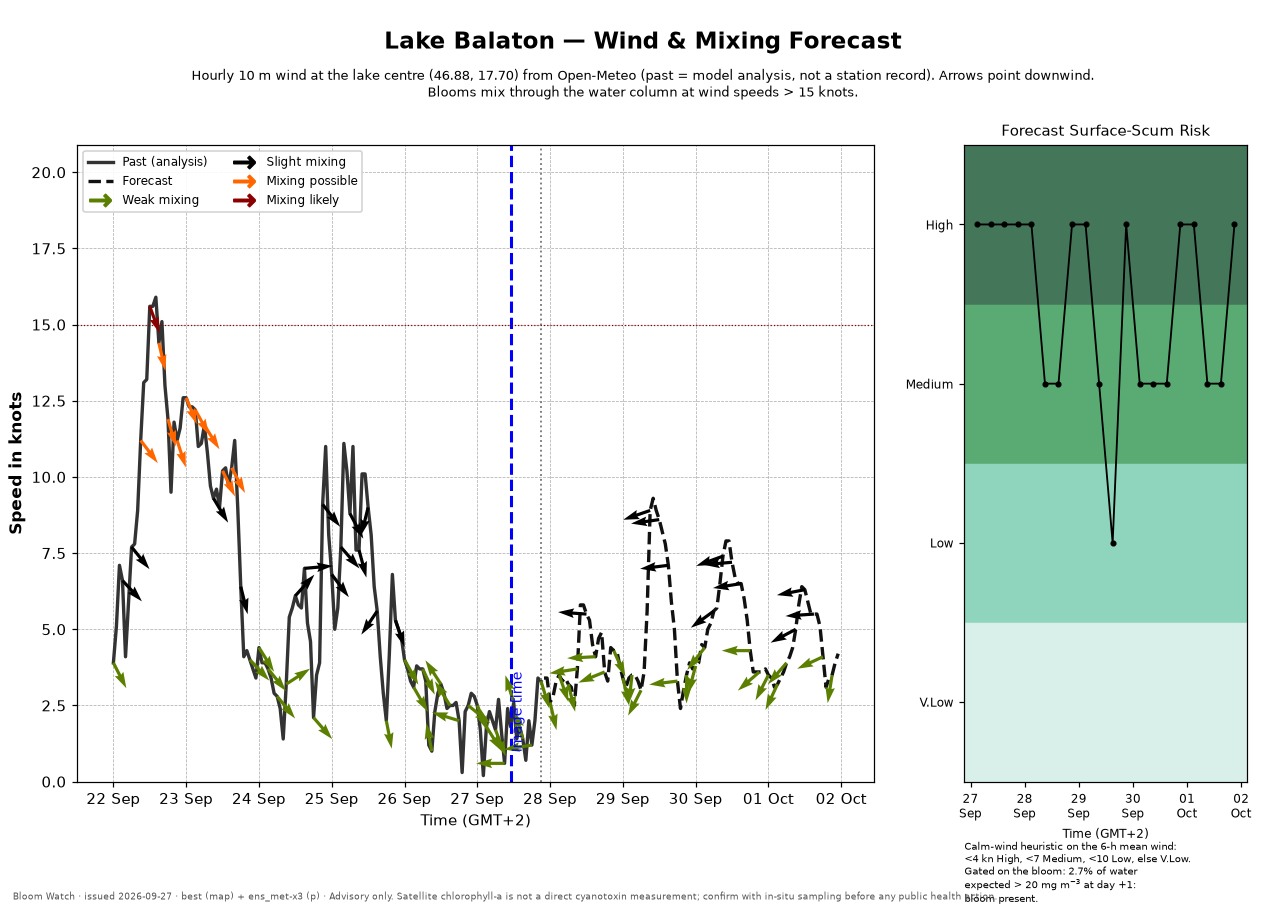 Lake Balaton — Wind & Mixing Forecast
Hourly 10 m wind at the lake centre (46.88, 17.70) from Open-Meteo (past = model analysis, not a station record). Arrows point downwind.
Blooms mix through the water column at wind speeds > 15 knots.
Past (analysis)
Forecast
Weak mixing
Slight mixing
Mixing possible
Mixing likely
Speed in knots
20.0
17.5
15.0
12.5
10.0
7.5
5.0
2.5
0.0
image time
22 Sep
23 Sep
24 Sep
25 Sep
26 Sep
27 Sep
28 Sep
29 Sep
30 Sep
01 Oct
02 Oct
Time (GMT+2)
Forecast Surface-Scum Risk
High
Medium
Low
V.Low
27 Sep
28 Sep
29 Sep
30 Sep
01 Oct
02 Oct
Time (GMT+2)
Calm-wind heuristic on the 6-h mean wind:
<4 kn High, <7 Medium, <10 Low, else V.Low.
Gated on the bloom: 2.7% of water
expected > 20 mg m⁻³ at day +1:
bloom present.
Bloom Watch · issued 2026-09-27 · best (map) + ens_met-x3 (p) · Advisory only. Satellite chlorophyll-a is not a direct cyanotoxin measurement; confirm with in-situ sampling before any public health action.